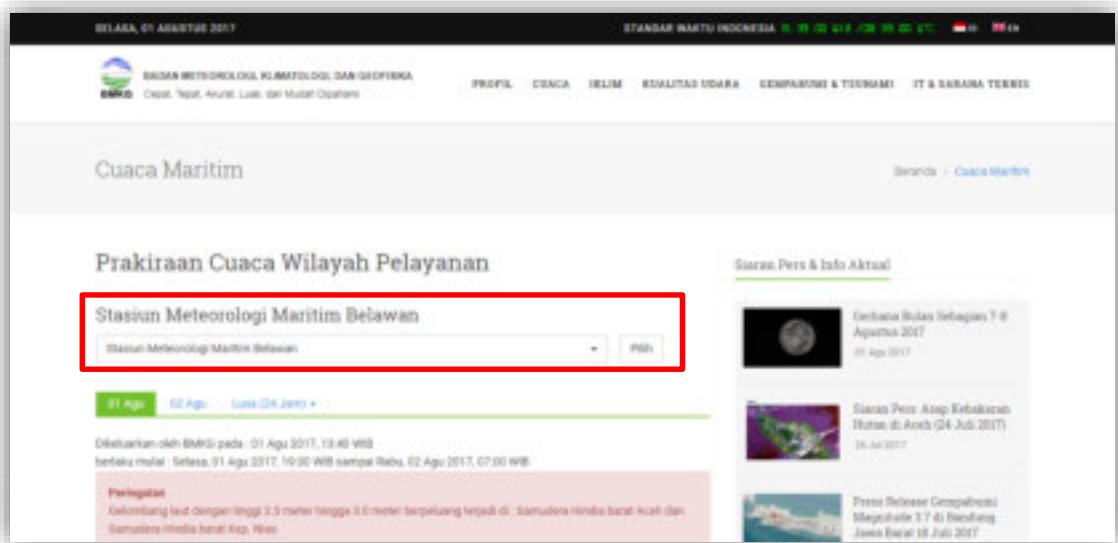 SELASA, 01 AGUSTUS 2017
STANDAR WAKTU INDONESIA
ID
EN
BMKG
BADAN METEOROLOGI, KLIMATOLOGI, DAN GEOFISIKA
Cepat, Tepat, Akurat, Luas, dan Mudah Dipahami
PROFIL CUACA IKLIM KUALITAS UDARA GEMPABUMI & TSUNAMI IT & SARANA TEKNIS
Cuaca Maritim
Beranda / Cuaca Maritim
Prakiraan Cuaca Wilayah Pelayanan
Stasiun Meteorologi Maritim Belawan
Stasiun Meteorologi Maritim Belawan
Pilih
01 Agu 02 Agu Lusa (24 Jam)
Dikeluarkan oleh BMKG pada : 01 Agu 2017, 13:40 WIB
berlaku mulai : Selasa, 01 Agu 2017, 19:00 WIB sampai Rabu, 02 Agu 2017, 07:00 WIB
Peringatan
Gelombang laut dengan tinggi 2.5 meter hingga 3.0 meter berpeluang terjadi di : Samudera Hindia barat Aceh dan
Samudera Hindia barat Kep. Nias
Siaran Pers & Info Aktual
Gerhana Bulan Sebagian 7-8
Agustus 2017
01 Agu 2017
Siaran Pers: Asap Kebakaran
Hutan di Aceh (24 Juli 2017)
26 Jul 2017
Press Release Gempabumi
Magnitude 3.7 di Bandung
Jawa Barat 18 Juli 2017